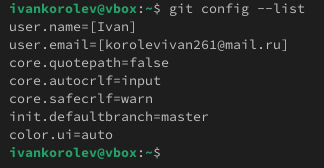 ivankorolev@vbox:~$ git config --list
user.name=[Ivan]
user.email=[korolevivan261@mail.ru]
core.quotepath=false
core.autocrlf=input
core.safecrlf=warn
init.defaultbranch=master
color.ui=auto
ivankorolev@vbox:~$